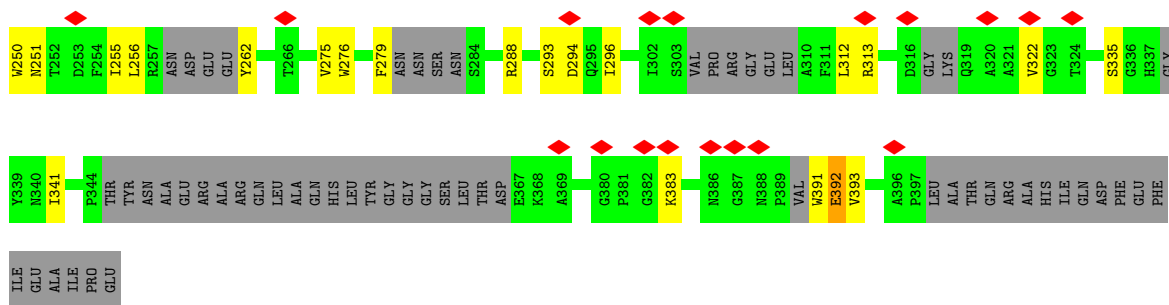 W250 N251 T252 D253 F254 I255 L256 R257 ASN ASP GLU GLU Y262 T266 V275 W276 F279 ASN ASN SER ASN S284 R288 S293 D294 Q295 I296 I302 S303 VAL PRO ARG GLY GLU LEU A310 F311 L312 R313 D316 GLY LYS Q319 A320 A321 V322 G323 T324 S335 G336 H337 GLY
Y339 N340 I341 P344 THR TYR ASN ALA GLU ARG ALA ALA ARG GLN LEU ALA GLN HIS LEU TYR GLY GLY GLY SER LEU THR ASP E367 K368 A369 G380 P381 G382 K383 N386 G387 N388 P389 VAL W391 E392 V393 A396 P397 LEU ALA THR GLN ARG ALA HIS ILE GLN ASP PHE GLU PHE
ILE GLU ALA ILE PRO GLU